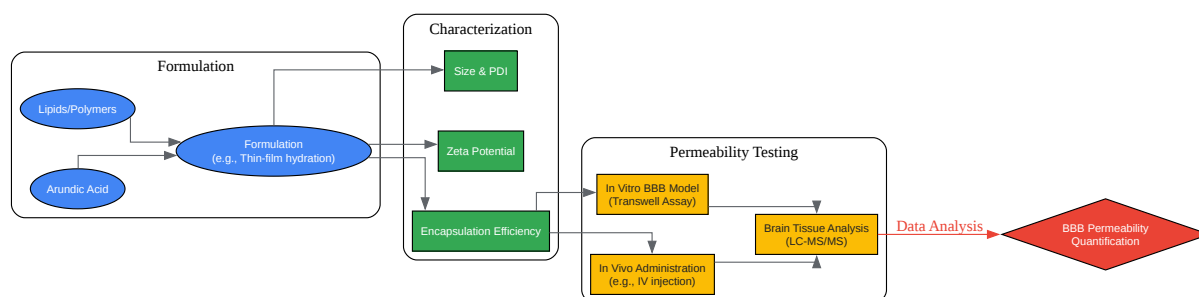 Formulation
Lipids/Polymers
Arundic Acid
Formulation
(e.g., Thin-film hydration)
Characterization
Size & PDI
Zeta Potential
Encapsulation Efficiency
Permeability Testing
In Vitro BBB Model
(Transwell Assay)
In Vivo Administration
(e.g., IV injection)
Brain Tissue Analysis
(LC-MS/MS)
Data Analysis
BBB Permeability
Quantification